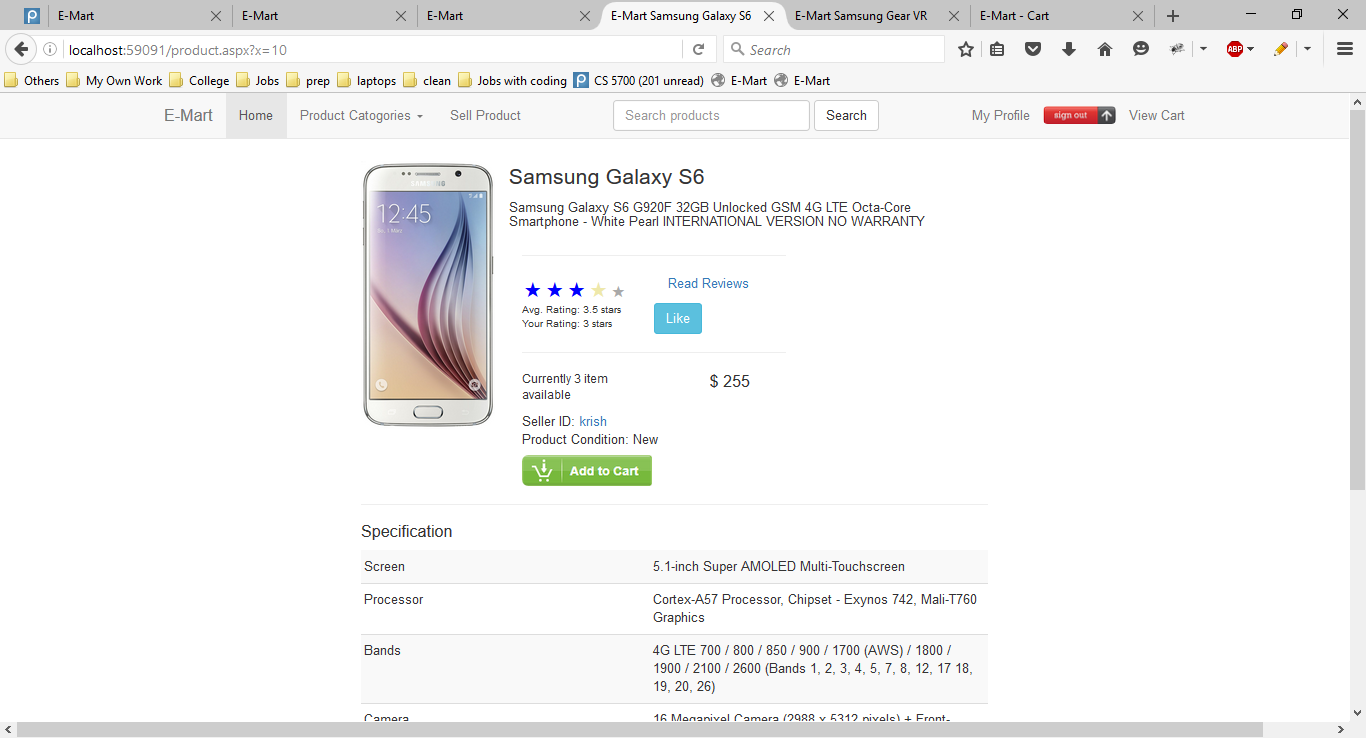 E-Mart
E-Mart
E-Mart
E-Mart Samsung Galaxy S6
E-Mart Samsung Gear VR
E-Mart - Cart
localhost:59091/product.aspx?x=10
Search
ABP
Others
My Own Work
College
Jobs
prep
laptops
clean
Jobs with coding
CS 5700 (201 unread)
E-Mart
E-Mart
E-Mart
Home
Product Catogories
Sell Product
Search products
Search
My Profile
sign out
View Cart
SAMSUNG
12:45
Samsung Galaxy S6
Samsung Galaxy S6 G920F 32GB Unlocked GSM 4G LTE Octa-Core
Smartphone - White Pearl INTERNATIONAL VERSION NO WARRANTY
Read Reviews
Avg. Rating: 3.5 stars
Your Rating: 3 stars
Like
Currently 3 item
available
$ 255
Seller ID: krish
Product Condition: New
Add to Cart
Specification
Screen
5.1-inch Super AMOLED Multi-Touchscreen
Processor
Cortex-A57 Processor, Chipset - Exynos 742, Mali-T760
Graphics
Bands
4G LTE 700 / 800 / 850 / 900 / 1700 (AWS) / 1800 /
1900 / 2100 / 2600 (Bands 1, 2, 3, 4, 5, 7, 8, 12, 17 18,
19, 20, 26)
Camera
16 Megapixel Camera (2988 x 5312 pixels) + Front-